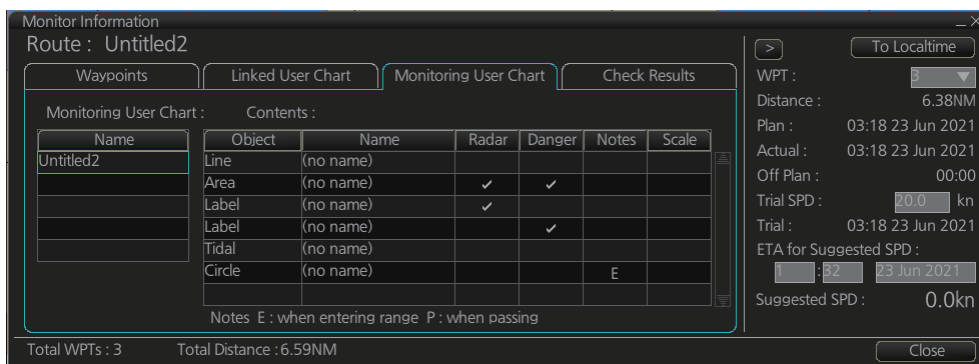 Monitor Information
Route : Untitled2
Waypoints Linked User Chart Monitoring User Chart Check Results
Monitoring User Chart : Contents :
Name
Untitled2
Object Name Radar Danger Notes Scale
Line (no name)
Area (no name) ✓ ✓
Label (no name) ✓
Label (no name) ✓
Tidal (no name)
Circle (no name) E
Notes E : when entering range P : when passing
Total WPTs : 3 Total Distance : 6.59NM
> To Localtime
WPT : 3
Distance : 6.38NM
Plan : 03:18 23 Jun 2021
Actual : 03:18 23 Jun 2021
Off Plan : 00:00
Trial SPD : 20.0 kn
Trial : 03:18 23 Jun 2021
ETA for Suggested SPD :
1 :32 23 Jun 2021
Suggested SPD : 0.0kn
Close